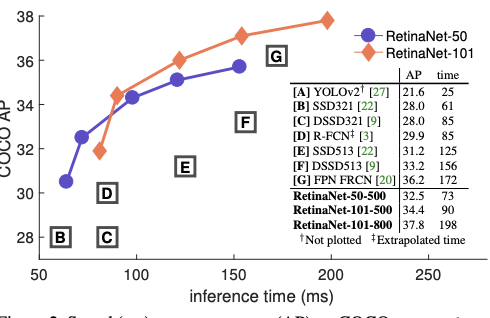 38
36
34
32
30
28
50
100
150
200
250
inference time (ms)
COCO AP
RetinaNet-50
RetinaNet-101
B
C
D
E
F
G
AP time
[A] YOLOv2† [27] 21.6 25
[B] SSD321 [22] 28.0 61
[C] DSSD321 [9] 28.0 85
[D] R-FCN‡ [3] 29.9 85
[E] SSD513 [22] 31.2 125
[F] DSSD513 [9] 33.2 156
[G] FPN FRCN [20] 36.2 172
RetinaNet-50-500 32.5 73
RetinaNet-101-500 34.4 90
RetinaNet-101-800 37.8 198
†Not plotted ‡Extrapolated time